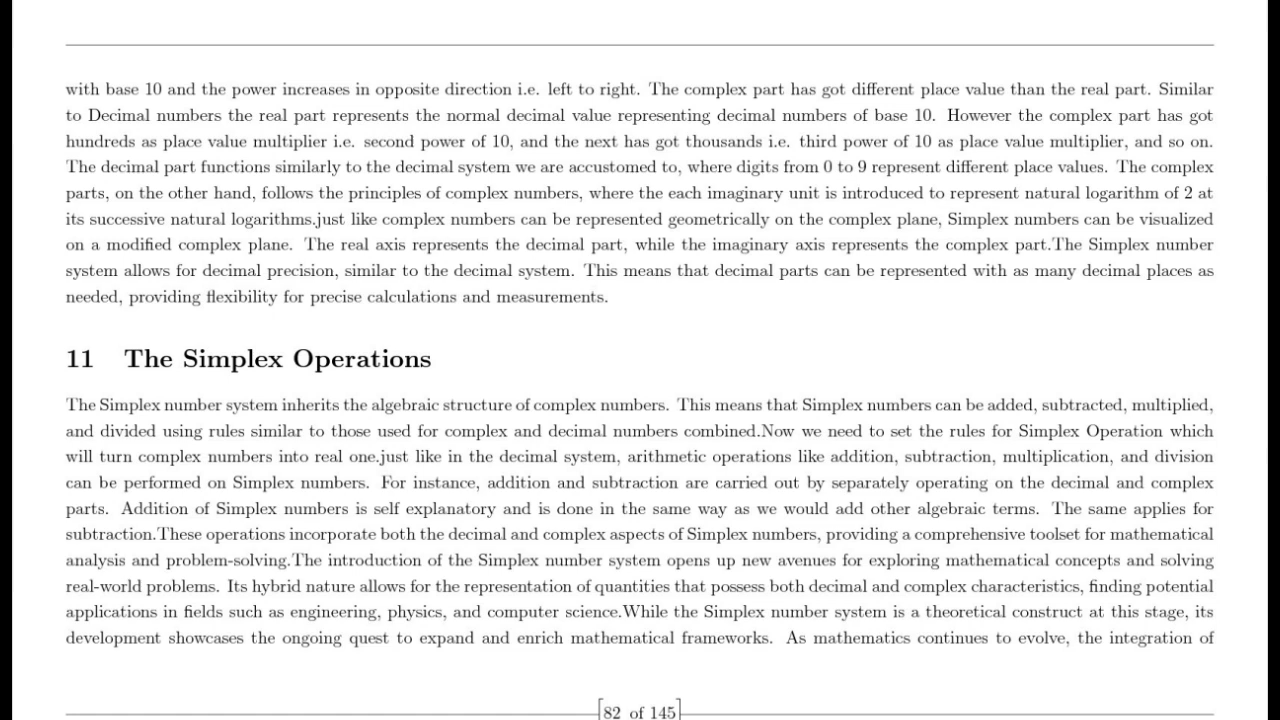 with base 10 and the power increases in opposite direction i.e. left to right. The complex part has got different place value than the real part. Similar
to Decimal numbers the real part represents the normal decimal value representing decimal numbers of base 10. However the complex part has got
hundreds as place value multiplier i.e. second power of 10, and the next has got thousands i.e. third power of 10 as place value multiplier, and so on.
The decimal part functions similarly to the decimal system we are accustomed to, where digits from 0 to 9 represent different place values. The complex
parts, on the other hand, follows the principles of complex numbers, where the each imaginary unit is introduced to represent natural logarithm of 2 at
its successive natural logarithms.just like complex numbers can be represented geometrically on the complex plane, Simplex numbers can be visualized
on a modified complex plane. The real axis represents the decimal part, while the imaginary axis represents the complex part.The Simplex number
system allows for decimal precision, similar to the decimal system. This means that decimal parts can be represented with as many decimal places as
needed, providing flexibility for precise calculations and measurements.
11 The Simplex Operations
The Simplex number system inherits the algebraic structure of complex numbers. This means that Simplex numbers can be added, subtracted, multiplied,
and divided using rules similar to those used for complex and decimal numbers combined.Now we need to set the rules for Simplex Operation which
will turn complex numbers into real one.just like in the decimal system, arithmetic operations like addition, subtraction, multiplication, and division
can be performed on Simplex numbers. For instance, addition and subtraction are carried out by separately operating on the decimal and complex
parts. Addition of Simplex numbers is self explanatory and is done in the same way as we would add other algebraic terms. The same applies for
subtraction.These operations incorporate both the decimal and complex aspects of Simplex numbers, providing a comprehensive toolset for mathematical
analysis and problem-solving.The introduction of the Simplex number system opens up new avenues for exploring mathematical concepts and solving
real-world problems. Its hybrid nature allows for the representation of quantities that possess both decimal and complex characteristics, finding potential
applications in fields such as engineering, physics, and computer science.While the Simplex number system is a theoretical construct at this stage, its
development showcases the ongoing quest to expand and enrich mathematical frameworks. As mathematics continues to evolve, the integration of
[82 of 145]